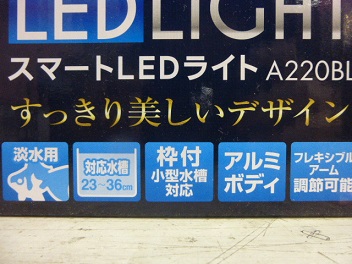 LED LIGHT
スマートLEDライト A220BL
すっきり美しいデザイン
淡水用
対応水槽
23~36cm
枠付
小型水槽
対応
アルミ
ボディ
フレキシブル
アーム
調節可能